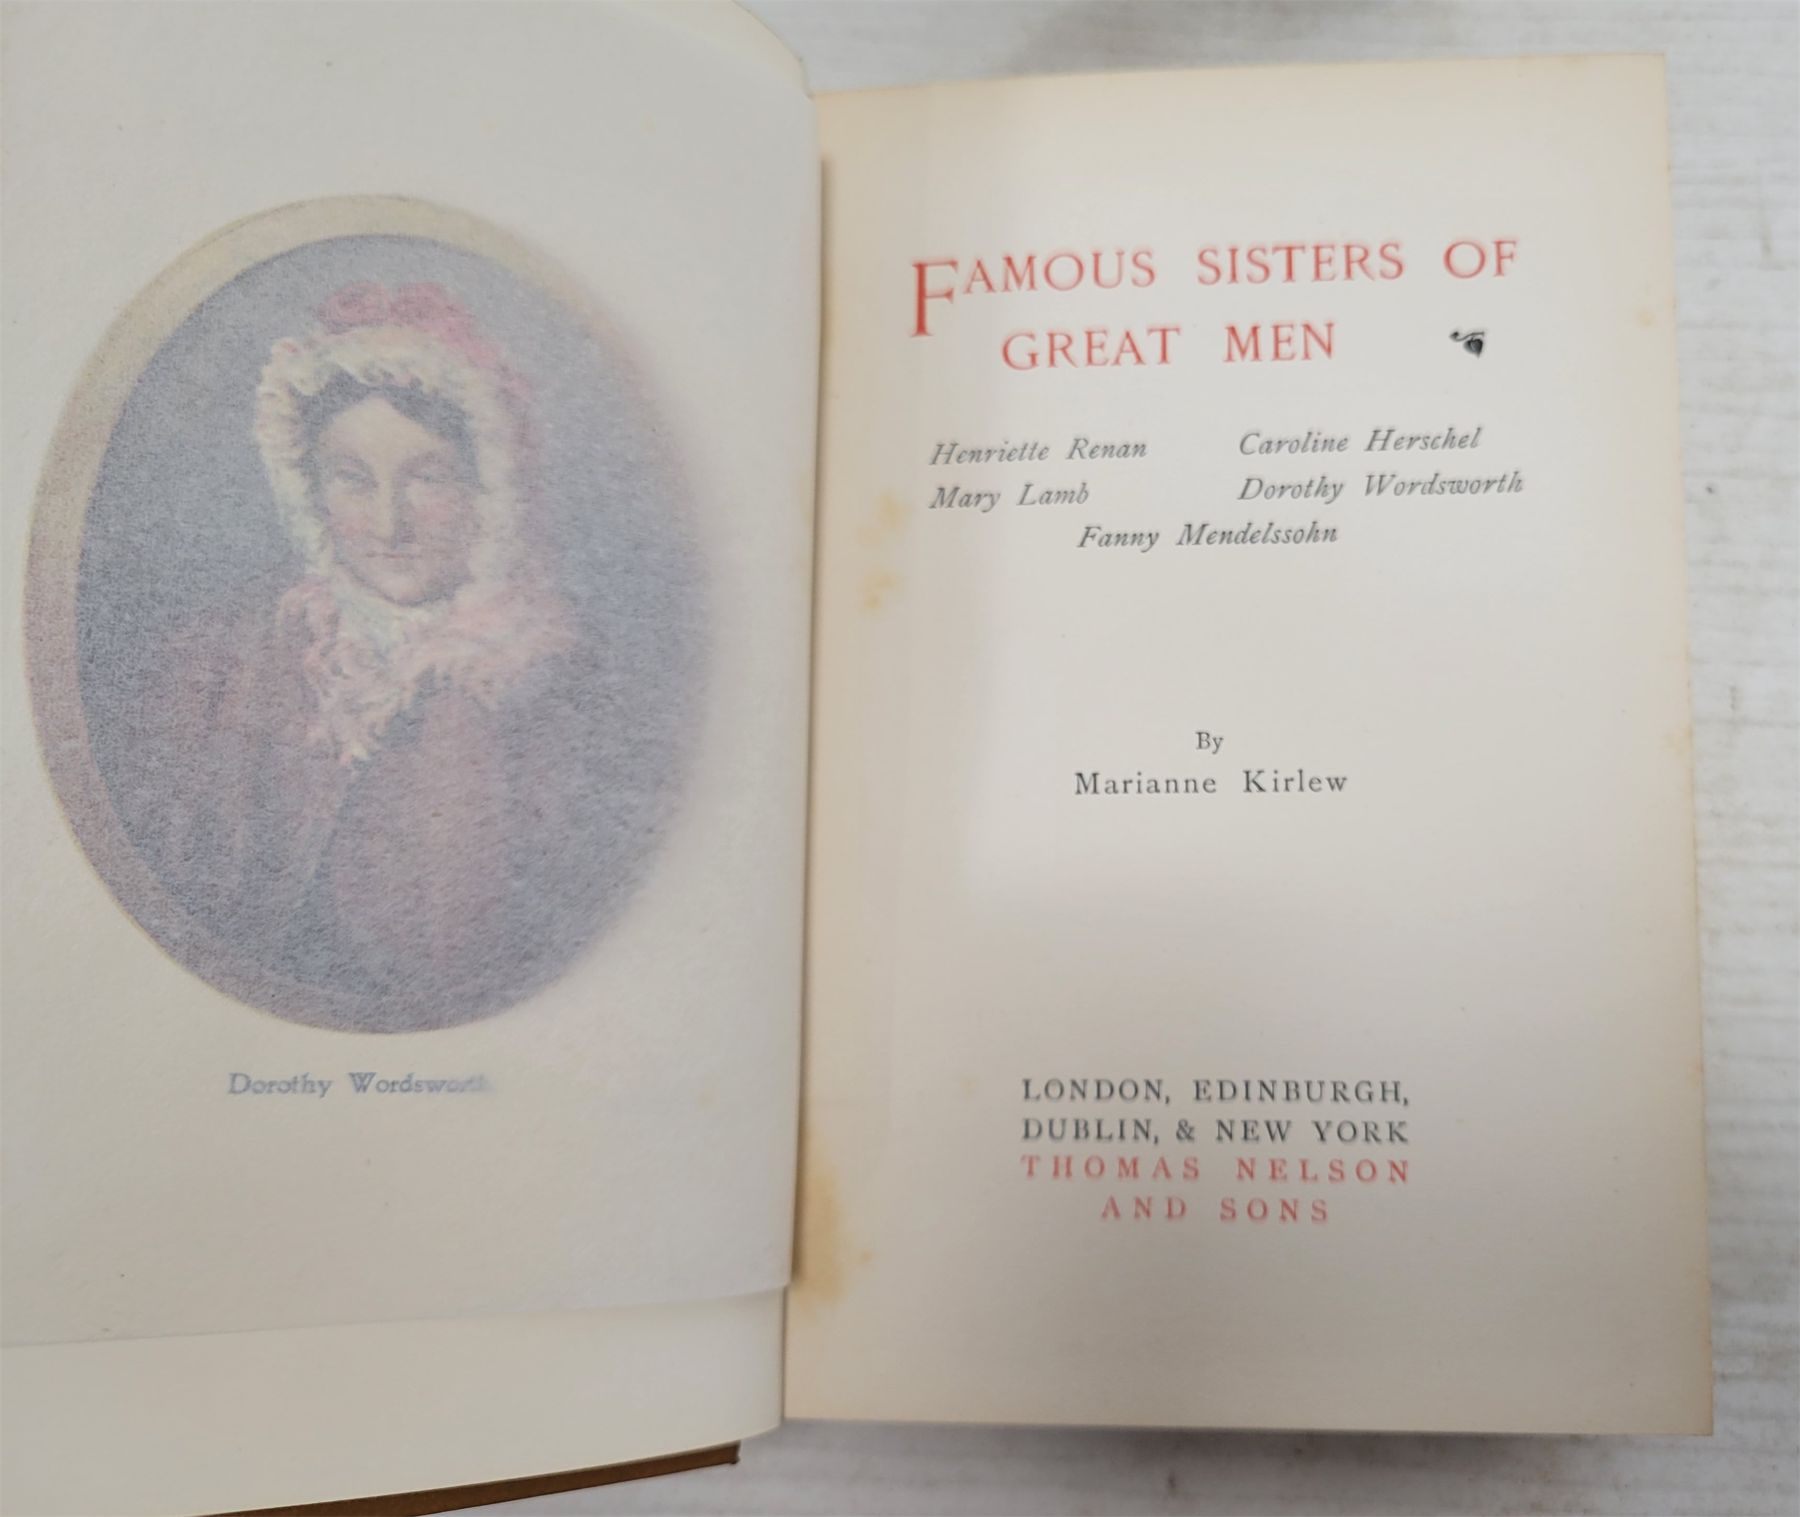 Dorothy Wordsworth
FAMOUS SISTERS OF
GREAT MEN
Henriette Renan Caroline Herschel
Mary Lamb Dorothy Wordsworth
Fanny Mendelssohn
By
Marianne Kirlew
LONDON, EDINBURGH,
DUBLIN, & NEW YORK
THOMAS NELSON
AND SONS